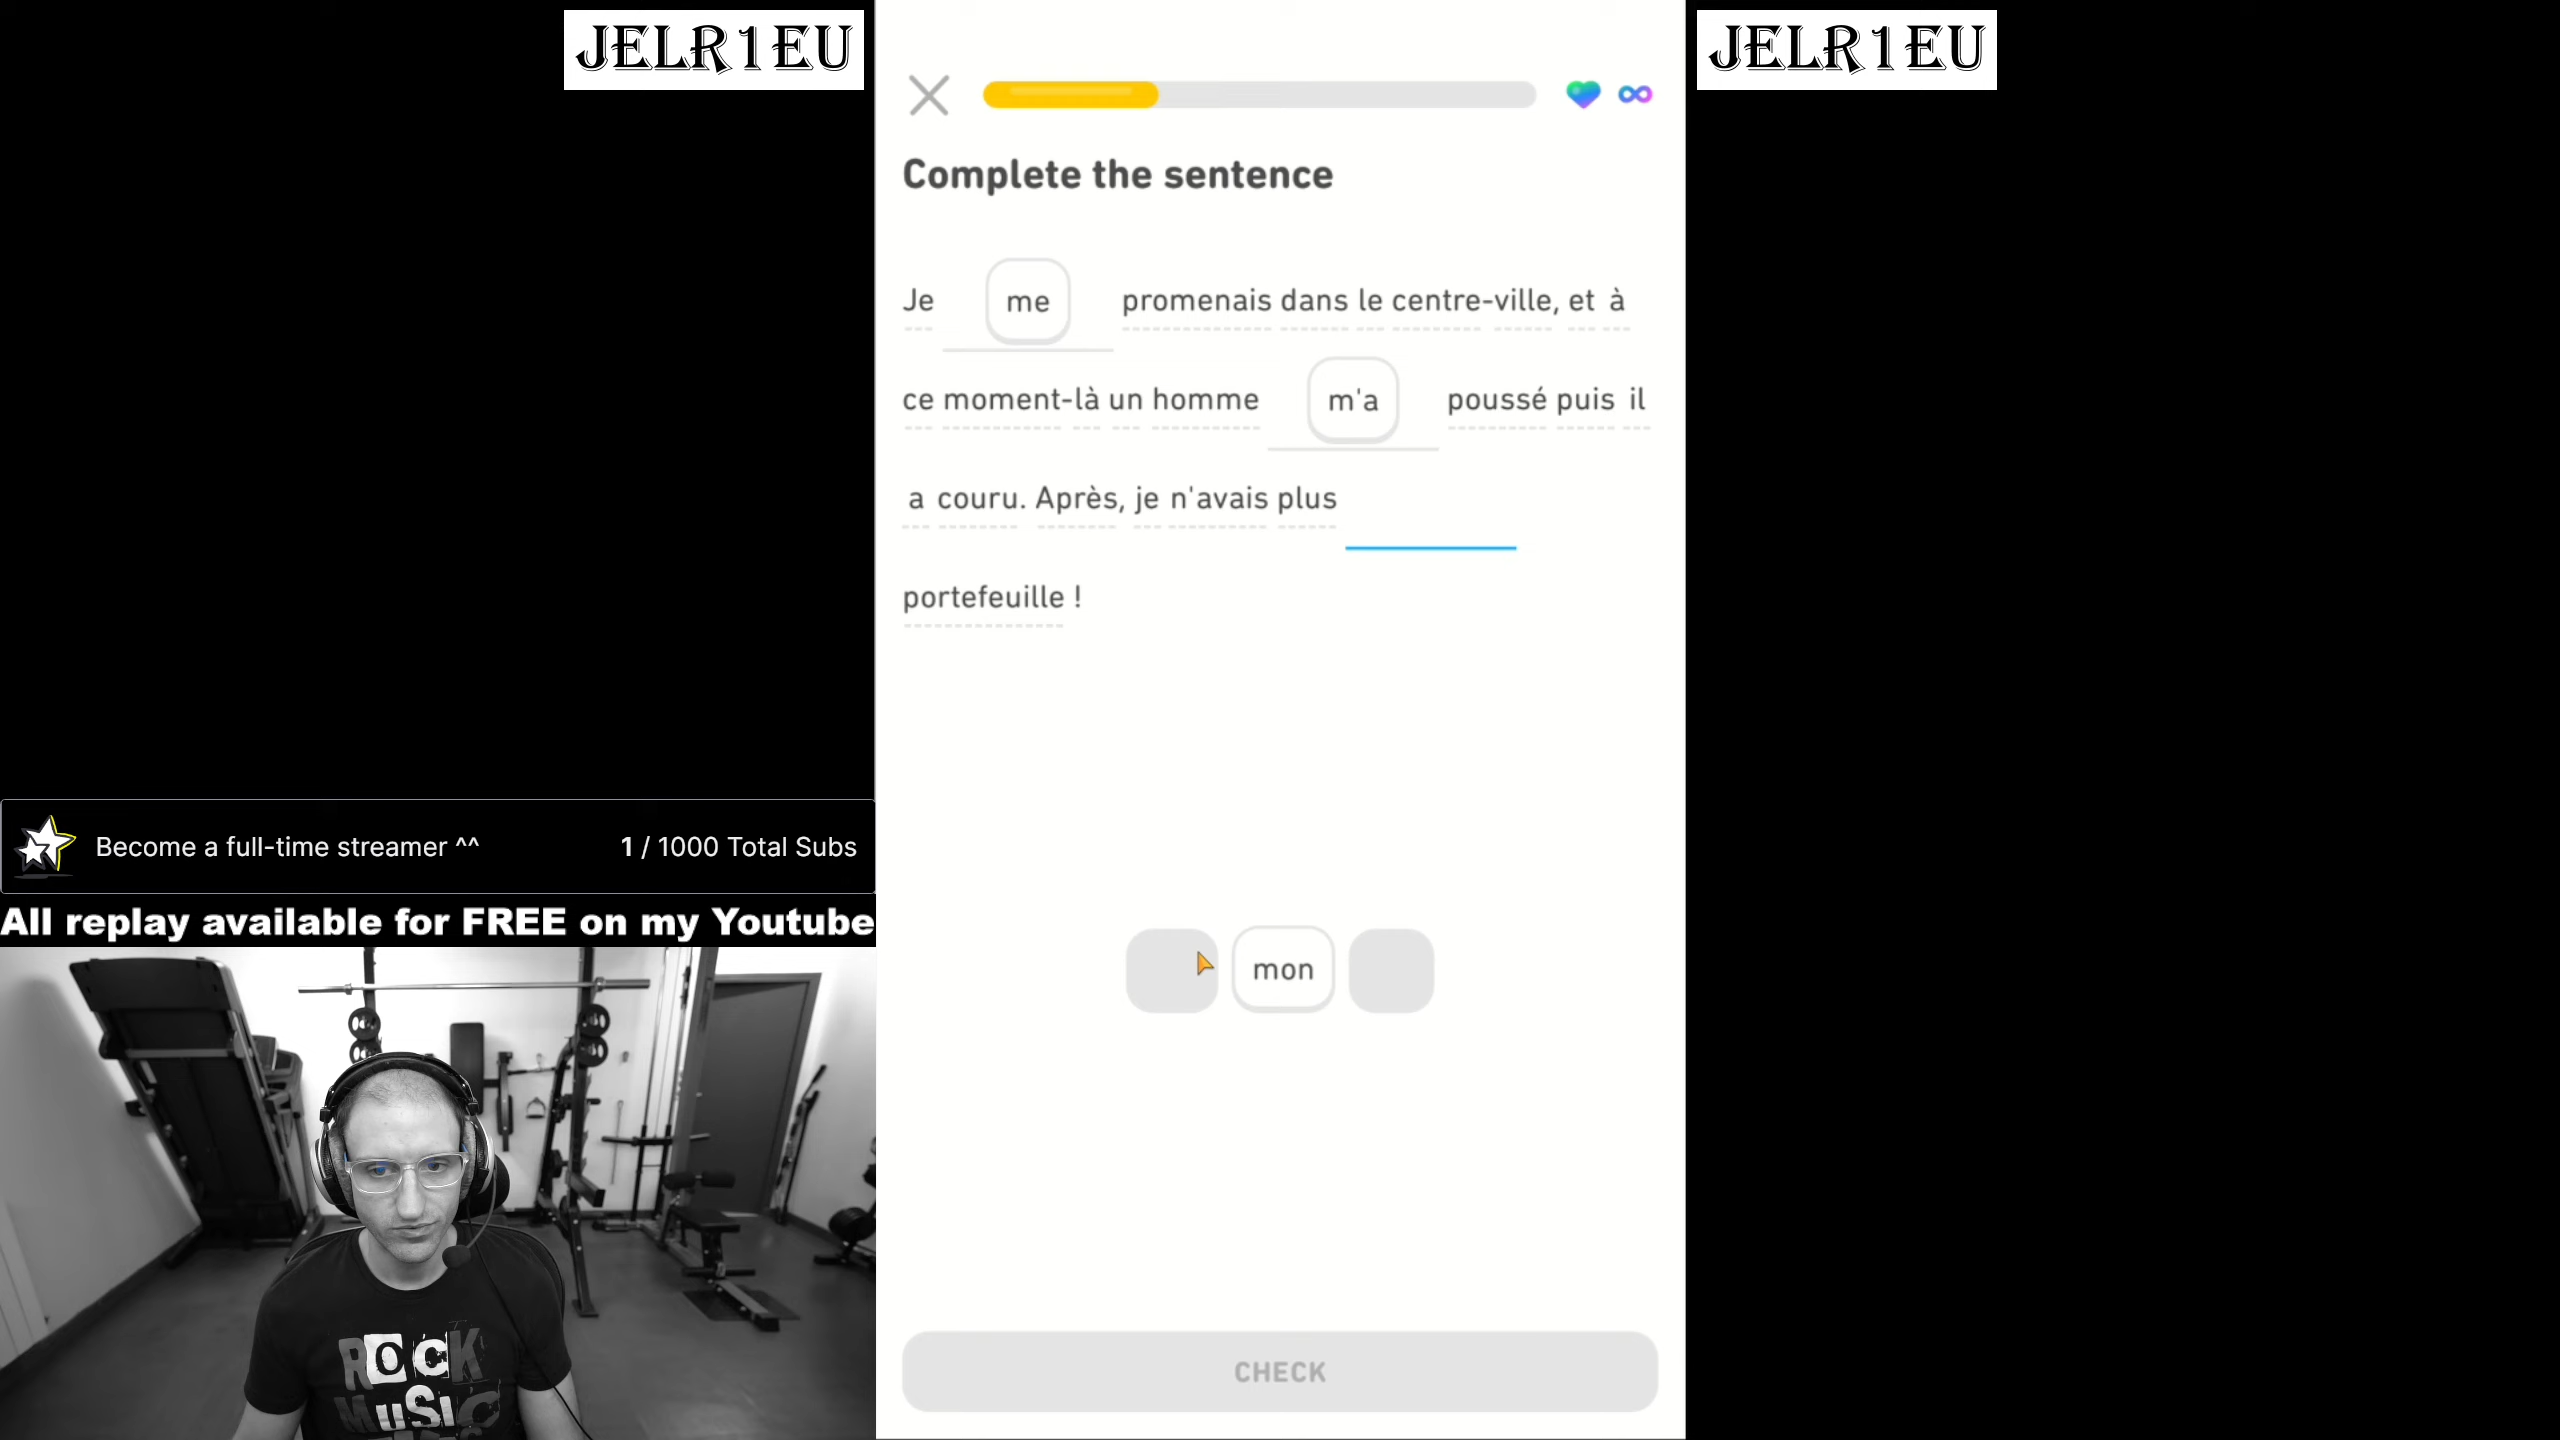 JELR1EU
JELR1EU
Complete the sentence
Je me promenais dans le centre-ville, et à
ce moment-là un homme m'a poussé puis il
a couru. Après, je n'avais plus
portefeuille !
mon
CHECK
Become a full-time streamer ^^ 1 / 1000 Total Subs
All replay available for FREE on my Youtube
ROCK
MUSIC